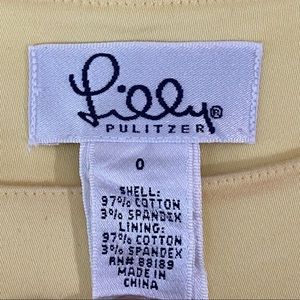 Lilly®
PULITZER
0
SHELL:
97% COTTON
3% SPANDEX
LINING:
97% COTTON
3% SPANDEX
RN# 88189
MADE IN
CHINA